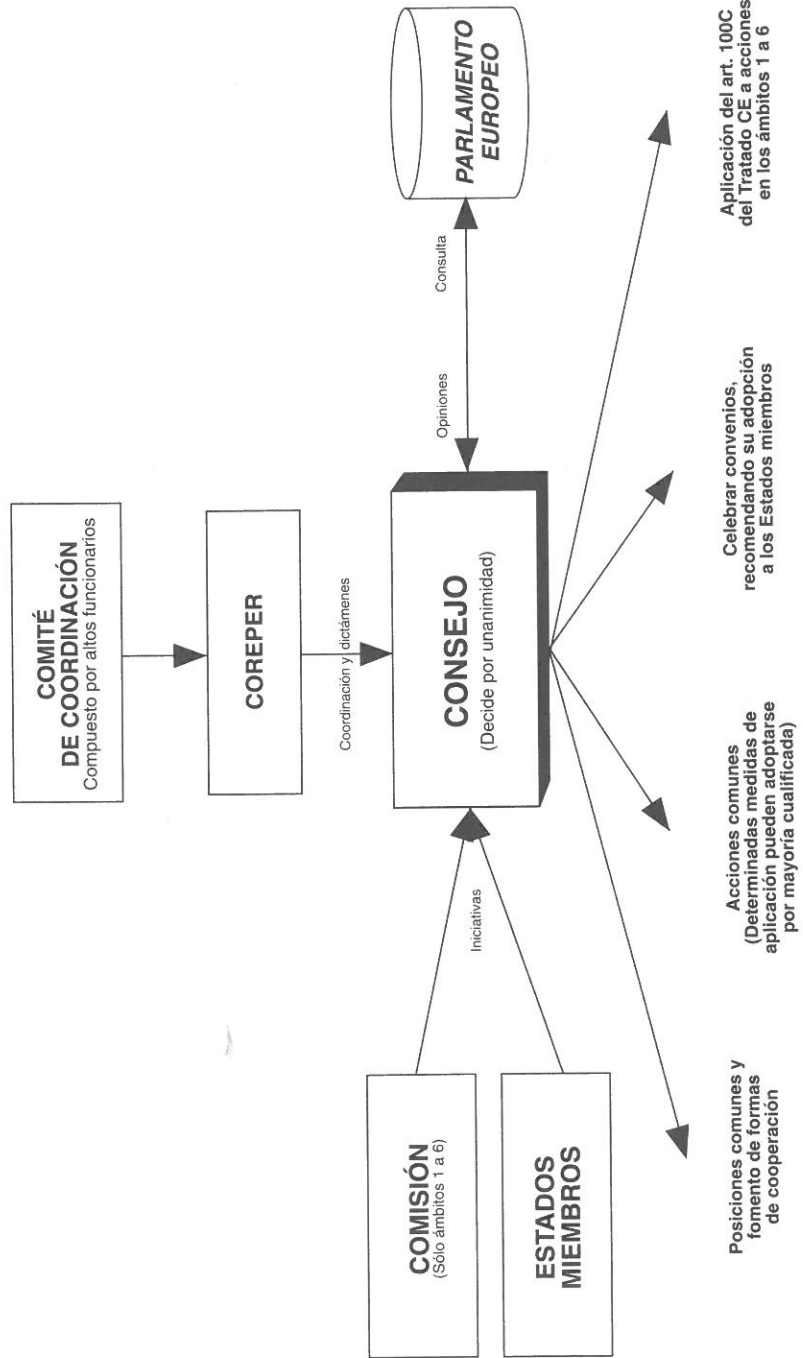 COMITÉ
DE COORDINACIÓN
Compuesto por altos funcionarios
COREPER
Coordinación y dictámenes
COMISIÓN
(Sólo ámbitos 1 a 6)
ESTADOS
MIEMBROS
Iniciativas
CONSEJO
(Decide por unanimidad)
Opiniones
Consulta
PARLAMENTO
EUROPEO
Posiciones comunes y
fomento de formas
de cooperación
Acciones comunes
(Determinadas medidas de
aplicación pueden adoptarse
por mayoría cualificada)
Celebrar convenios,
recomendando su adopción
a los Estados miembros
Aplicación del art. 100C
del Tratado CE a acciones
en los ámbitos 1 a 6